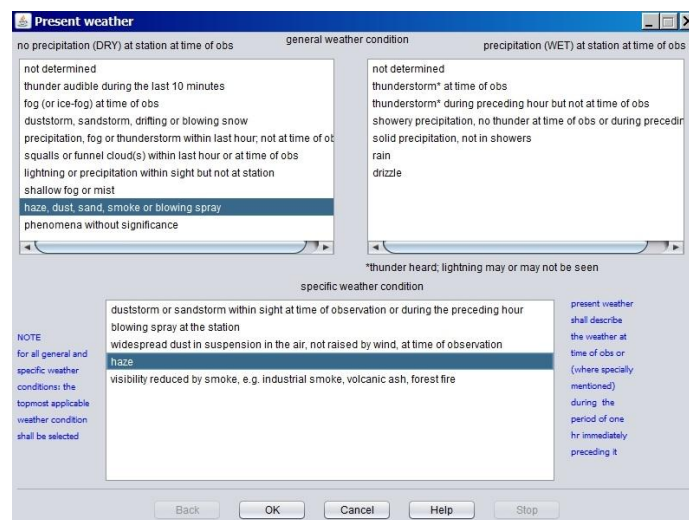 Present weather
general weather condition
no precipitation (DRY) at station at time of obs
precipitation (WET) at station at time of obs
not determined
thunder audible during the last 10 minutes
fog (or ice-fog) at time of obs
duststorm, sandstorm, drifting or blowing snow
precipitation, fog or thunderstorm within last hour; not at time of ob
squalls or funnel cloud(s) within last hour or at time of obs
lightning or precipitation within sight but not at station
shallow fog or mist
haze, dust, sand, smoke or blowing spray
phenomena without significance
not determined
thunderstorm* at time of obs
thunderstorm* during preceding hour but not at time of obs
showery precipitation, no thunder at time of obs or during precedin
solid precipitation, not in showers
rain
drizzle
*thunder heard; lightning may or may not be seen
specific weather condition
NOTE
for all general and
specific weather
conditions: the
topmost applicable
weather condition
shall be selected
duststorm or sandstorm within sight at time of observation or during the preceding hour
blowing spray at the station
widespread dust in suspension in the air, not raised by wind, at time of observation
haze
visibility reduced by smoke, e.g. industrial smoke, volcanic ash, forest fire
present weather
shall describe
the weather at
time of obs or
(where specially
mentioned)
during the
period of one
hr immediately
preceding it
Back
OK
Cancel
Help
Stop